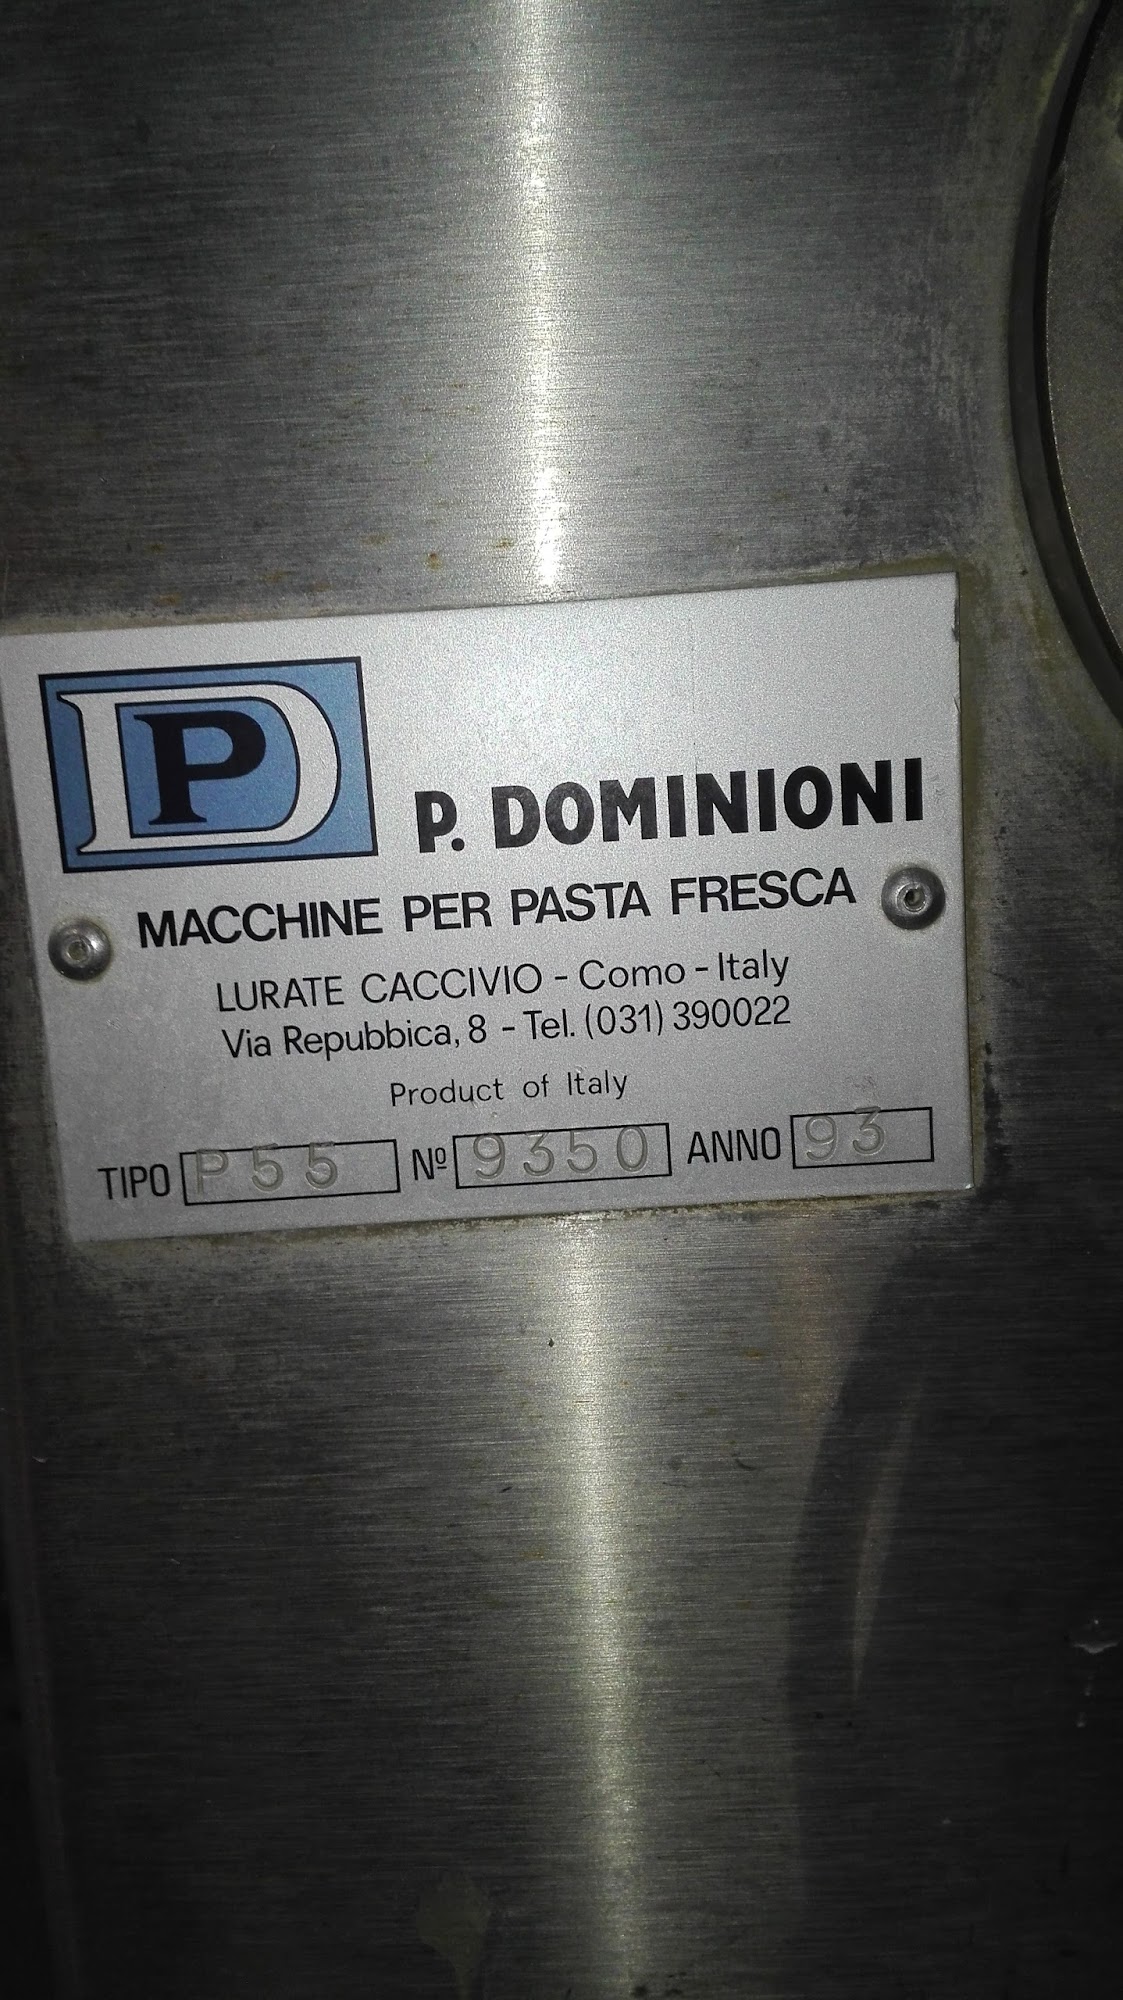 DP
P. DOMINIONI
MACCHINE PER PASTA FRESCA
LURATE CACCIVIO - Como - Italy
Via Repubbica, 8 - Tel. (031) 390022
Product of Italy
TIPO P55 Nº 9350 ANNO 93